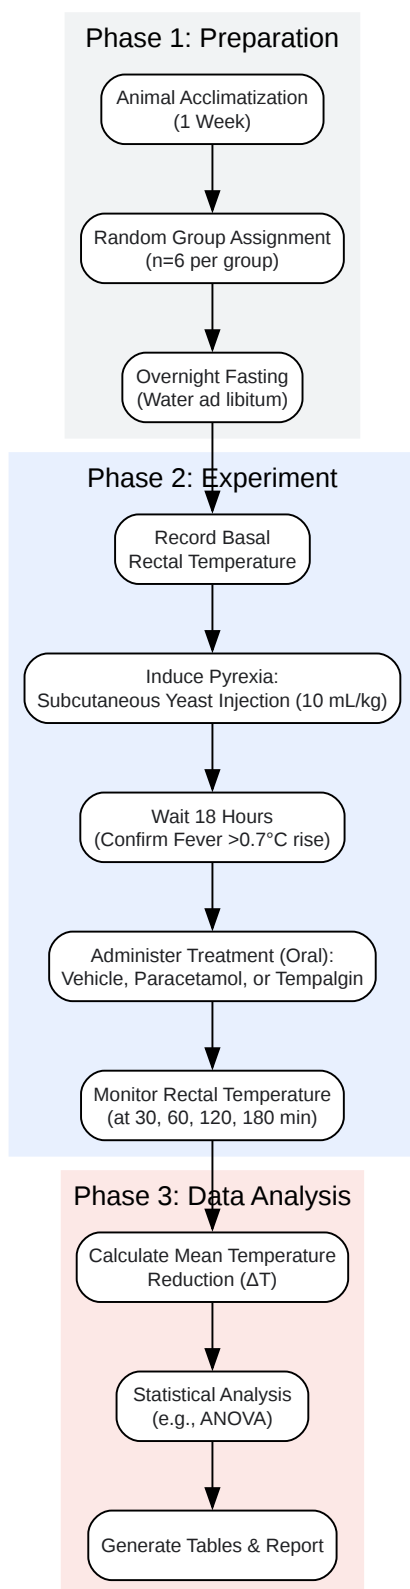 Phase 1: Preparation
Animal Acclimatization
(1 Week)
Random Group Assignment
(n=6 per group)
Overnight Fasting
(Water ad libitum)
Phase 2: Experiment
Record Basal
Rectal Temperature
Induce Pyrexia:
Subcutaneous Yeast Injection (10 mL/kg)
Wait 18 Hours
(Confirm Fever >0.7°C rise)
Administer Treatment (Oral):
Vehicle, Paracetamol, or Tempalgin
Monitor Rectal Temperature
(at 30, 60, 120, 180 min)
Phase 3: Data Analysis
Calculate Mean Temperature
Reduction (ΔT)
Statistical Analysis
(e.g., ANOVA)
Generate Tables & Report